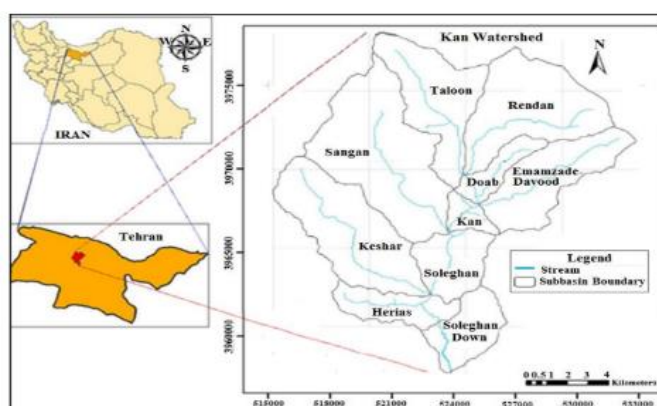 N
W E
S
IRAN
Tehran
Kan Watershed
N
Taloon
Rendan
Sangan
Doab
Emamzade
Davood
Kan
Keshar
Soleghan
Herias
Soleghan
Down
Legend
Stream
Subbasin Boundary
0 0.5 1 2 3 4
Kilometers
3975000
3970000
3965000
3960000
515000 518000 521000 524000 527000 530000 533000